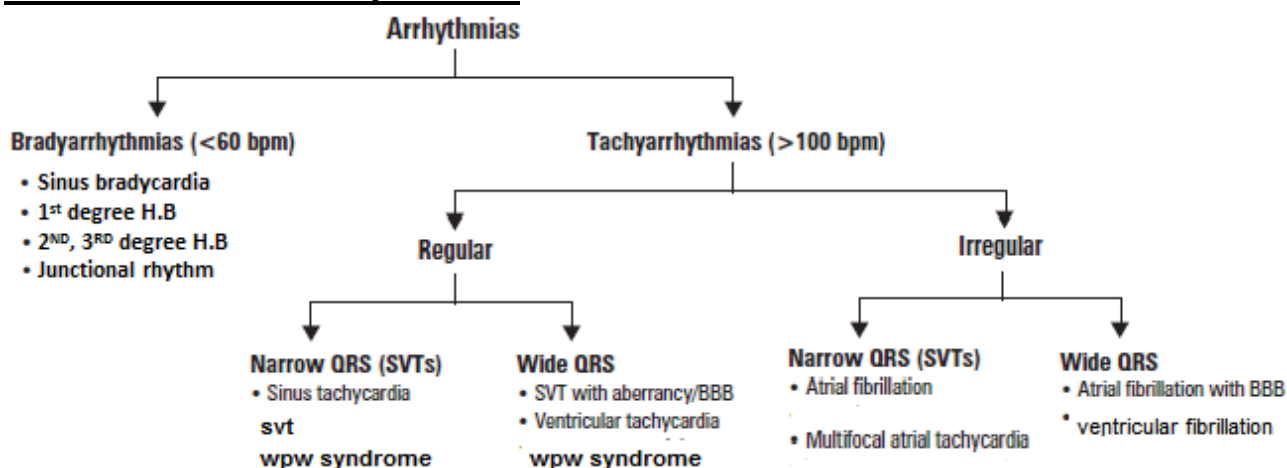 Arrhythmias
Bradyarrhythmias (<60 bpm)
• Sinus bradycardia
• 1st degree H.B
• 2ND, 3RD degree H.B
• Junctional rhythm
Tachyarrhythmias (>100 bpm)
Regular
Irregular
Narrow QRS (SVTs)
• Sinus tachycardia
svt
wpw syndrome
Wide QRS
• SVT with aberrancy/BBB
• Ventricular tachycardia
wpw syndrome
Narrow QRS (SVTs)
• Atrial fibrillation
• Multifocal atrial tachycardia
Wide QRS
• Atrial fibrillation with BBB
• ventricular fibrillation